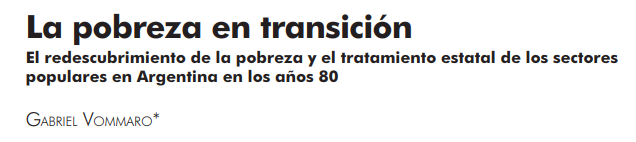 La pobreza en transición
El redescubrimiento de la pobreza y el tratamiento estatal de los sectores
populares en Argentina en los años 80
Gabriel Vommaro*